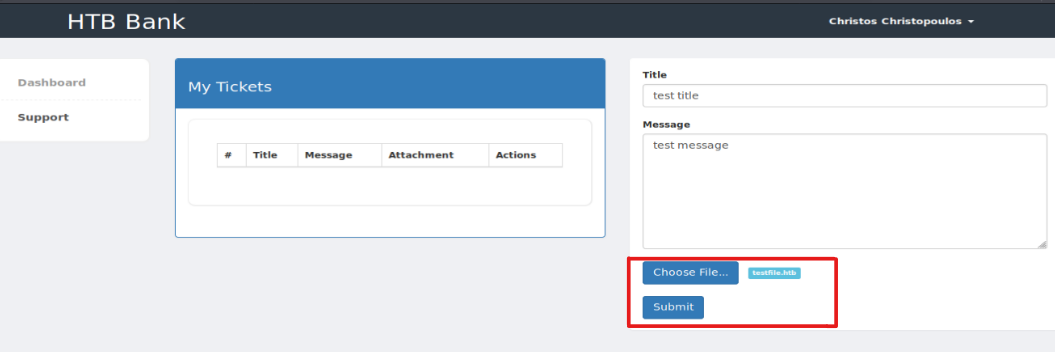 HTB Bank
Christos Christopoulos
Dashboard
Support
My Tickets
# Title Message Attachment Actions
Title
test title
Message
test message
Choose File... testfile.htb
Submit